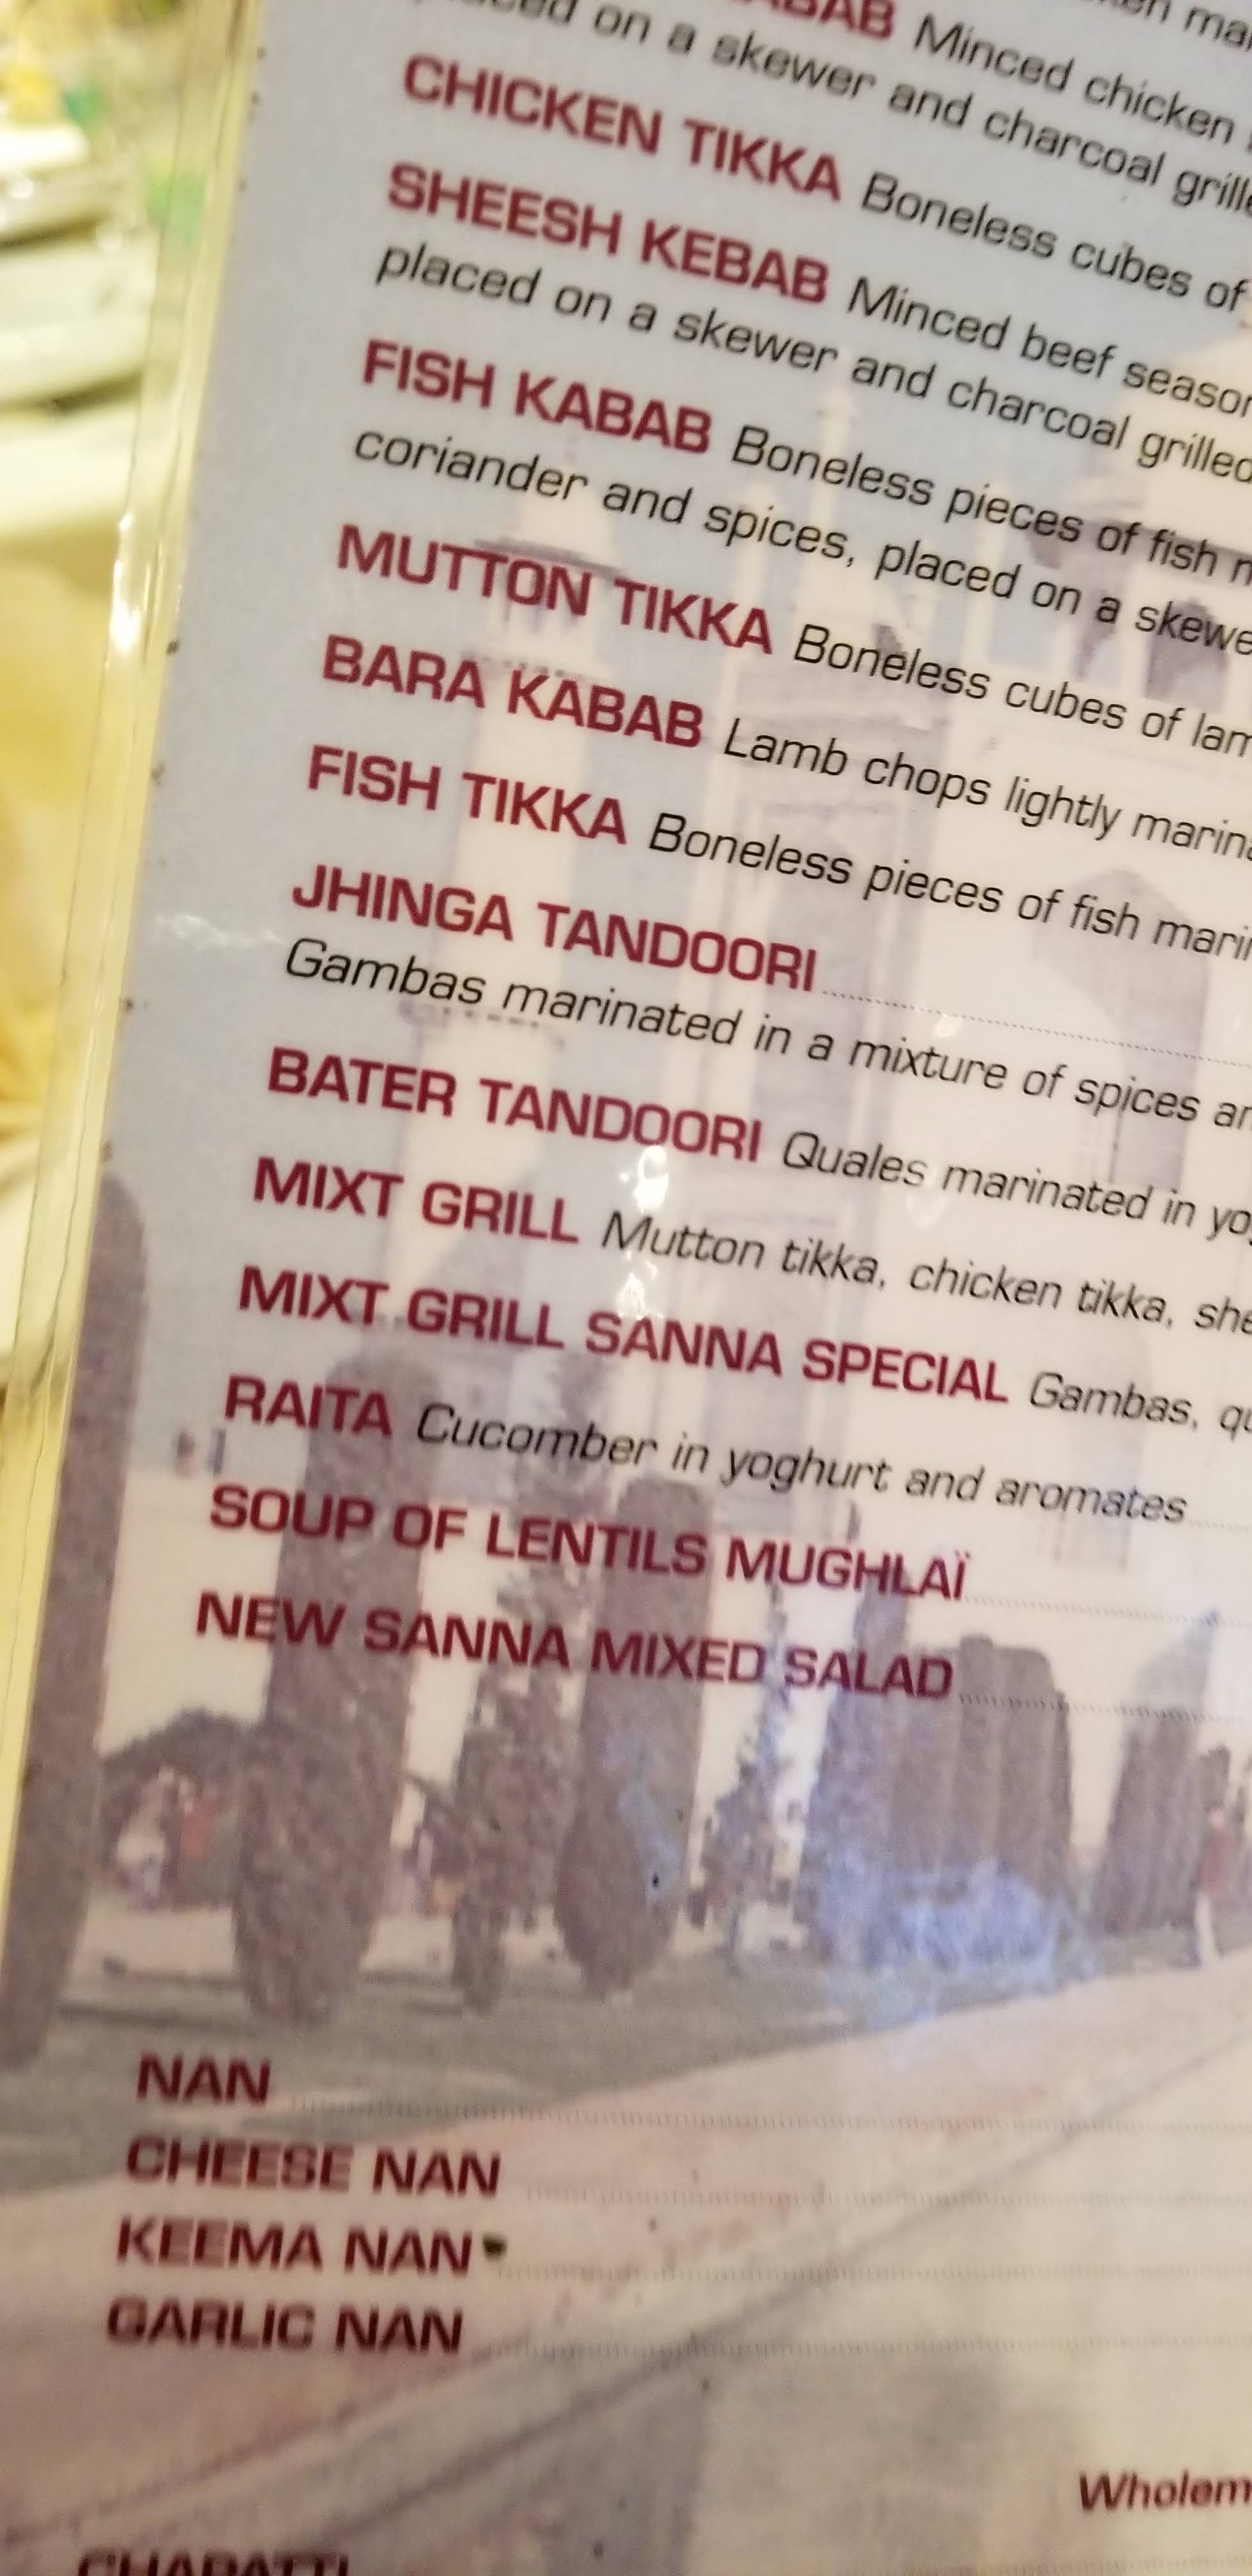 KABAB Minced chicken
on a skewer and charcoal
CHICKEN TIKKA Boneless cubes of
SHEESH KEBAB Minced beef
placed on a skewer and charcoal grilled
FISH KABAB Boneless pieces of fish
coriander and spices, placed on a
MUTTON TIKKA Boneless cubes of
BARA KABAB Lamb chops lightly
FISH TIKKA Boneless pieces of fish
JHINGA TANDOORI
Gambas marinated in a mixture of spices
BATER TANDOORI Quales marinated in
MIXT GRILL Mutton tikka, chicken tikka,
MIXT GRILL SANNA SPECIAL Gambas,
RAITA Cucomber in yoghurt and aromates
SOUP OF LENTILS MUGHLAÏ
NEW SANNA MIXED SALAD
NAN
CHEESE NAN
KEEMA NAN
GARLIC NAN
CHAPATTI